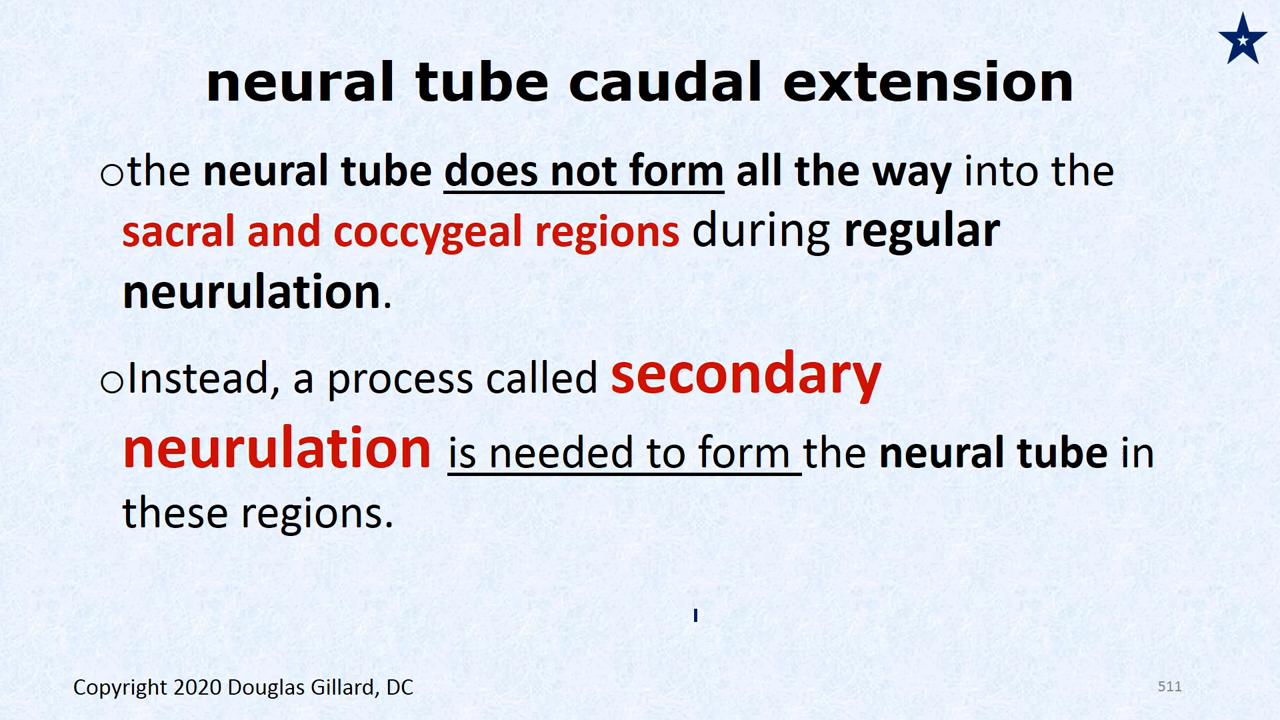 neural tube caudal extension
○the neural tube does not form all the way into the
sacral and coccygeal regions during regular
neurulation.
○Instead, a process called secondary
neurulation is needed to form the neural tube in
these regions.
Copyright 2020 Douglas Gillard, DC
511